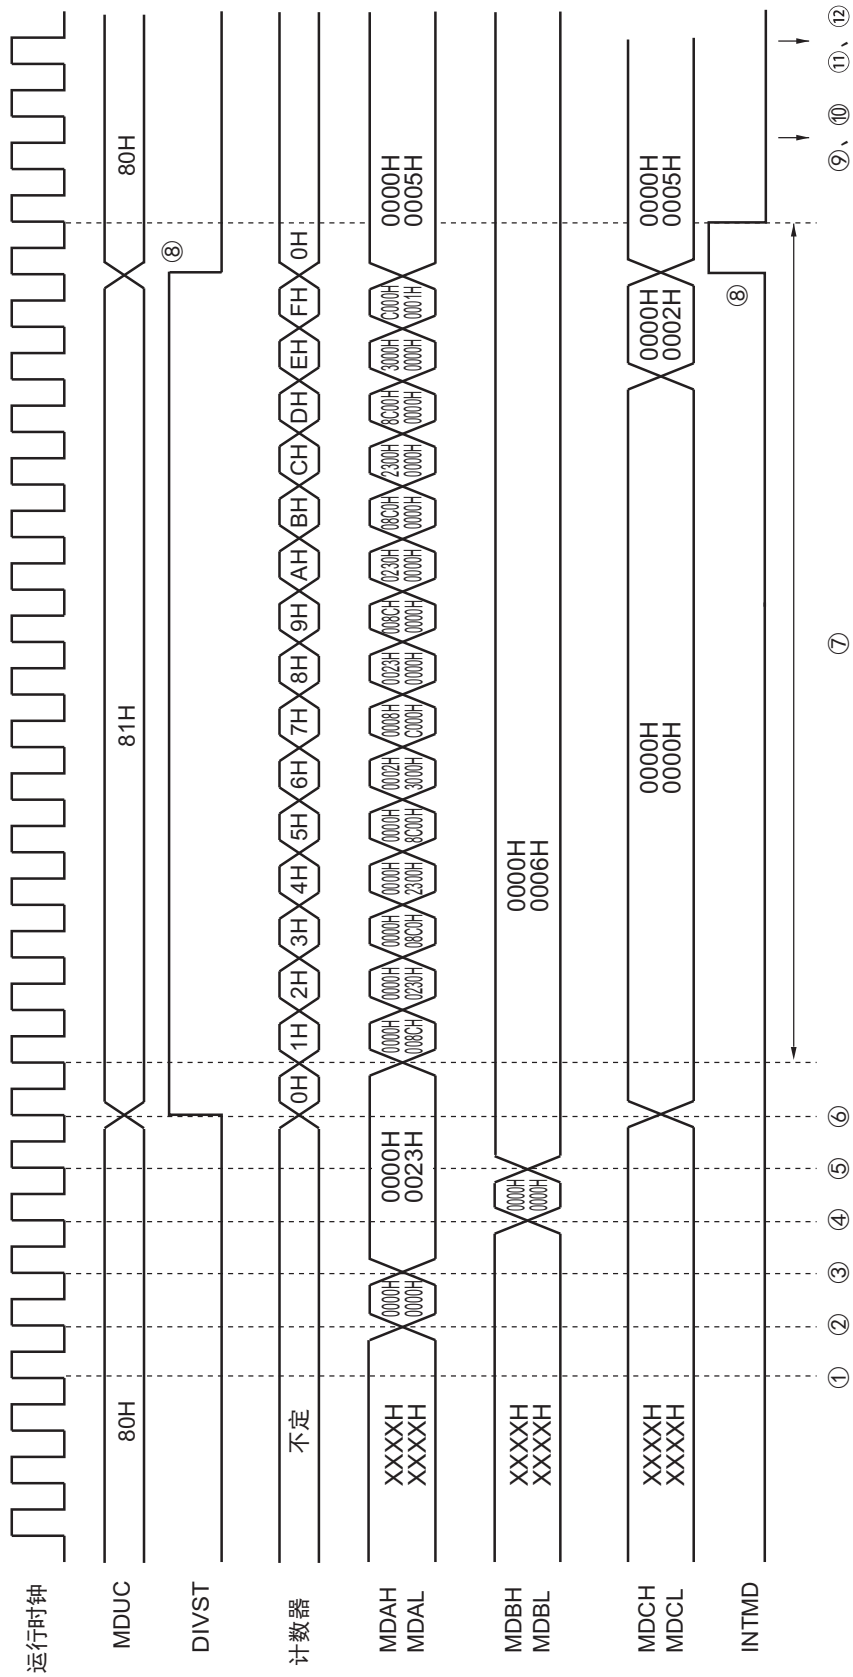 运行时钟
MDUC 80H 81H 80H
DIVST ⑧
计数器 不定 0H 1H 2H 3H 4H 5H 6H 7H 8H 9H AH BH CH DH EH FH 0H
MDAH XXXXH 0000H 0000H 0000H 0000H 0000H 0000H 0000H 0002H 0008H 0023H 008CH 0230H 08C0H 2300H 8C00H 3000H C000H 0000H
MDAL XXXXH 0000H 0023H 008CH 0230H 08C0H 2300H 8C00H 3000H C000H 0000H 0000H 0000H 0000H 0000H 0000H 0000H 0001H 0005H
MDBH XXXXH 0000H 0000H
MDBL XXXXH 0000H 0006H
MDCH XXXXH 0000H 0000H 0000H
MDCL XXXXH 0000H 0002H 0005H
INTMD ⑧
① ② ③ ④ ⑤ ⑥ ⑦ ⑨、⑩ ⑪、⑫